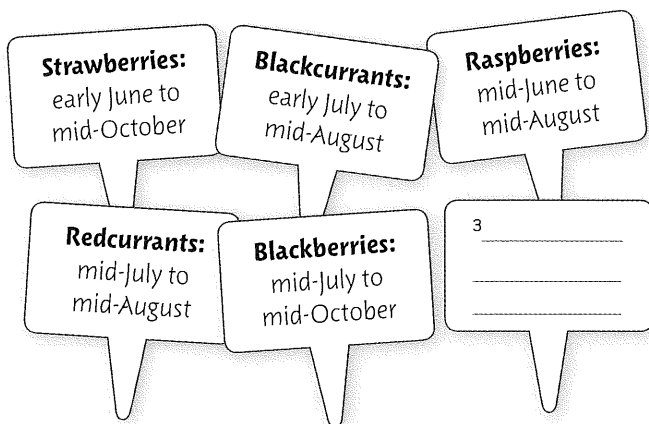 Strawberries:
early June to
mid-October
Blackcurrants:
early July to
mid-August
Raspberries:
mid-June to
mid-August
Redcurrants:
mid-July to
mid-August
Blackberries:
mid-July to
mid-October
3